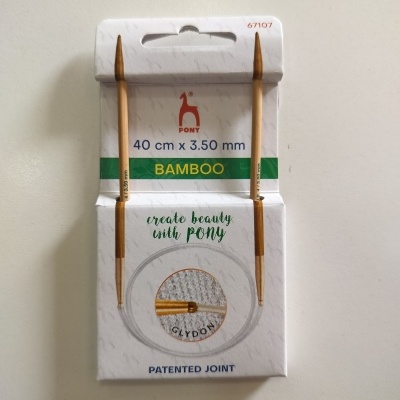 67107
PONY
40 cm x 3.50 mm
BAMBOO
create beauty
with PONY
GLYDON
PATENTED JOINT